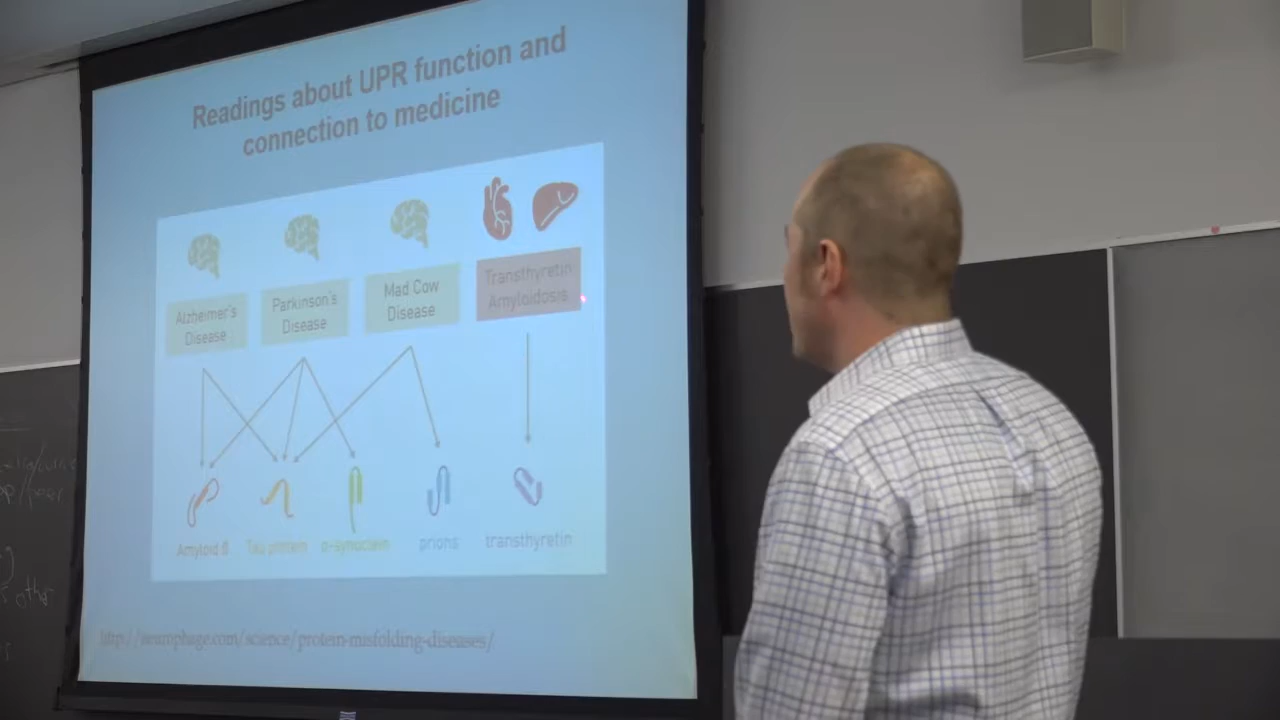 Readings about UPR function and
connection to medicine
Alzheimer's
Disease
Parkinson's
Disease
Mad Cow
Disease
Transthyretin
Amyloidosis
Amyloid β
Tau protein
α-synuclein
prions
transthyretin
http://neurophage.com/science/protein-misfolding-diseases/